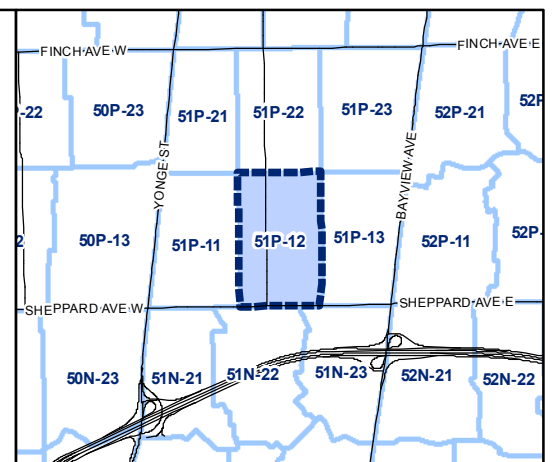 FINCH AVE W
FINCH AVE E
-22
50P-23
51P-21
51P-22
51P-23
52P-21
52P
YONGE ST
BAYVIEW AVE
2
50P-13
51P-11
51P-12
51P-13
52P-11
52P-
SHEPPARD AVE W
SHEPPARD AVE E
50N-23
51N-21
51N-22
51N-23
52N-21
52N-22